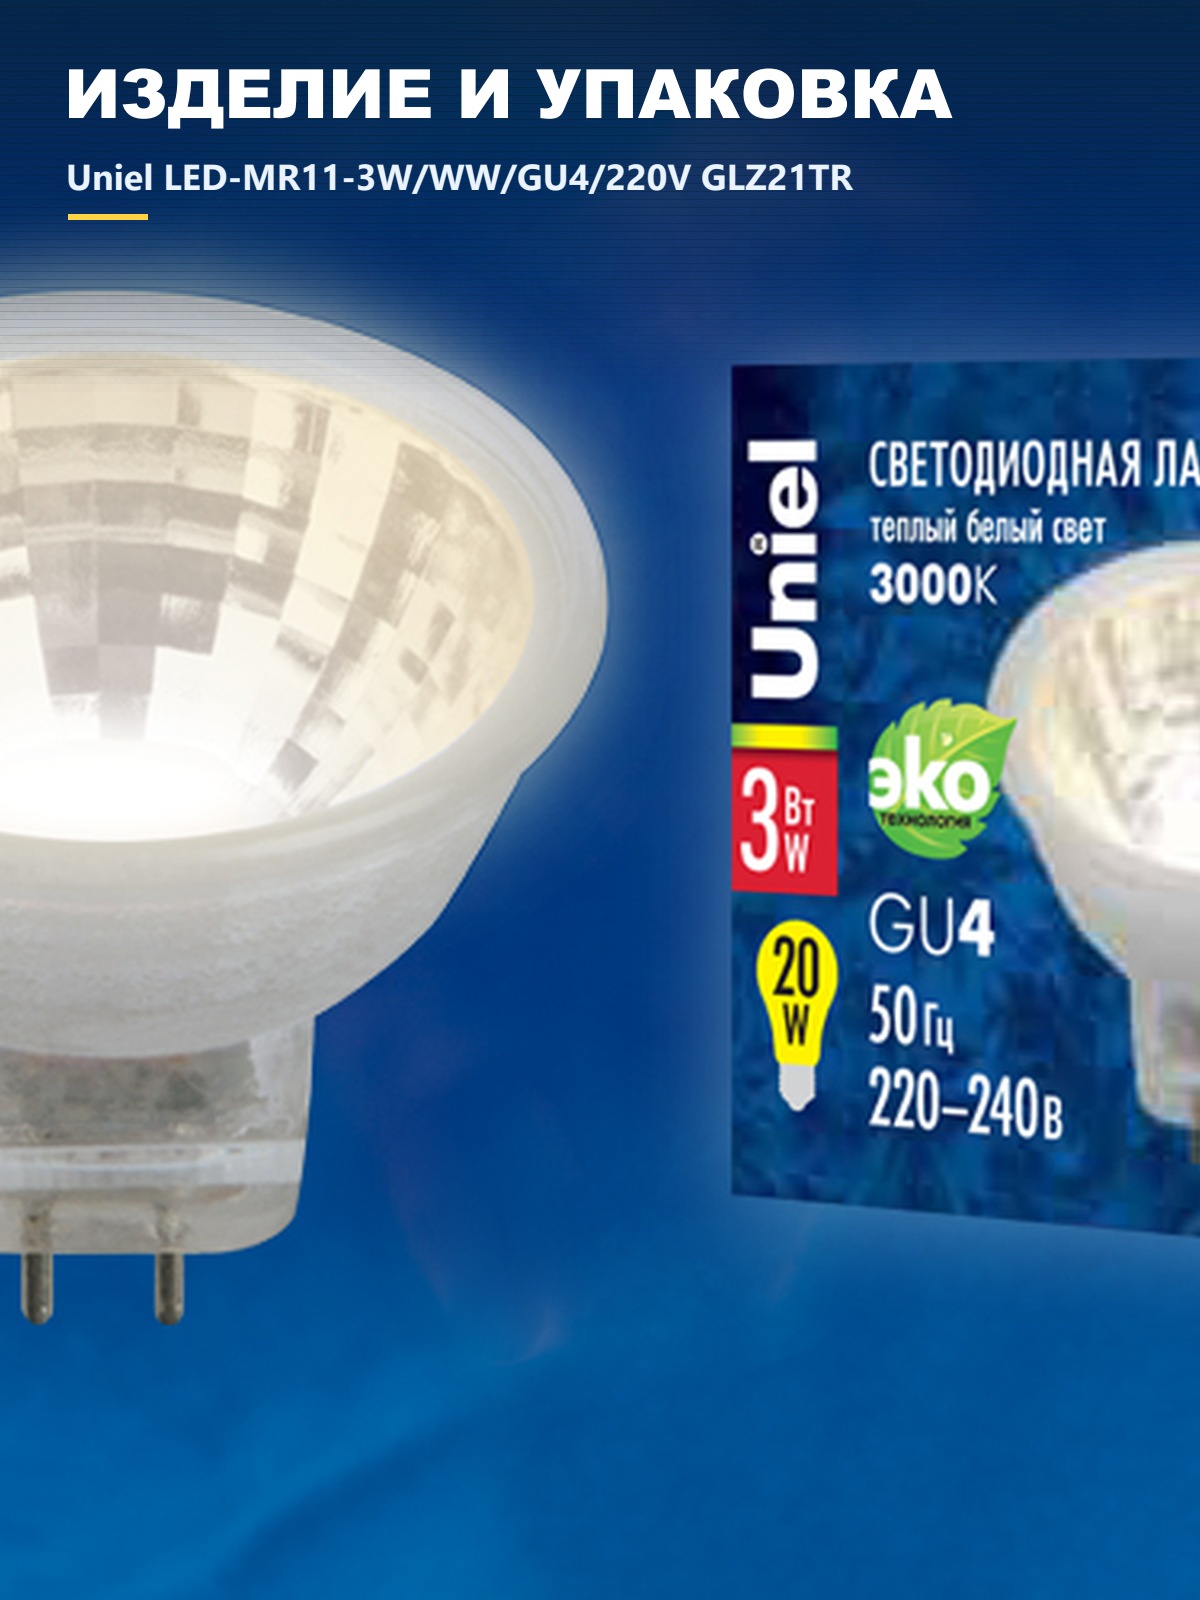 ИЗДЕЛИЕ И УПАКОВКА
Uniel LED-MR11-3W/WW/GU4/220V GLZ21TR
Uniel
СВЕТОДИОДНАЯ ЛА
теплый белый свет
3000K
эко
технология
3 Вт W
GU4
20 W
50 Гц
220–240 В